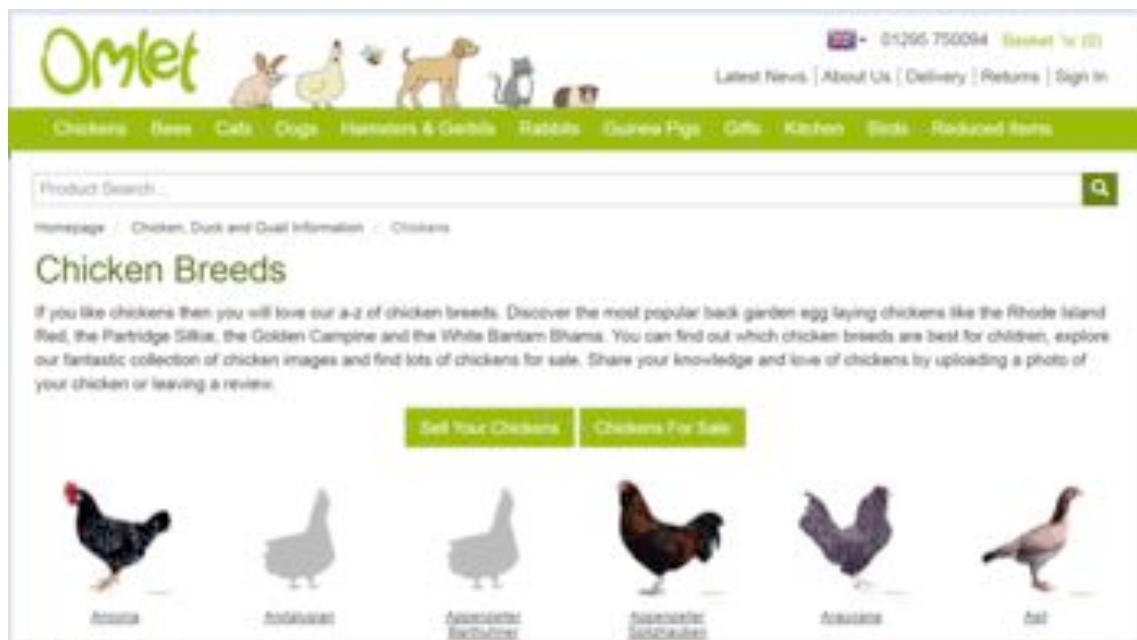 Omlet
01295 750094 Basket (0)
Latest News | About Us | Delivery | Returns | Sign In
Chickens Bees Cats Dogs Hamsters & Gerbils Rabbits Guinea Pigs Gifts Kitchen Birds Reduced Items
Product Search...
Homepage / Chicken, Duck and Quail Information / Chickens
Chicken Breeds
If you like chickens then you will love our a-z of chicken breeds. Discover the most popular back garden egg laying chickens like the Rhode Island
Red, the Partridge Silkie, the Golden Campine and the White Bantam Bhama. You can find out which chicken breeds are best for children, explore
our fantastic collection of chicken images and find lots of chickens for sale. Share your knowledge and love of chickens by uploading a photo of
your chicken or leaving a review.
Sell Your Chickens Chickens For Sale
Ancona Andalusian Appenzeller Appenzeller Araucana Asil
Barthuhner Spitzhauben